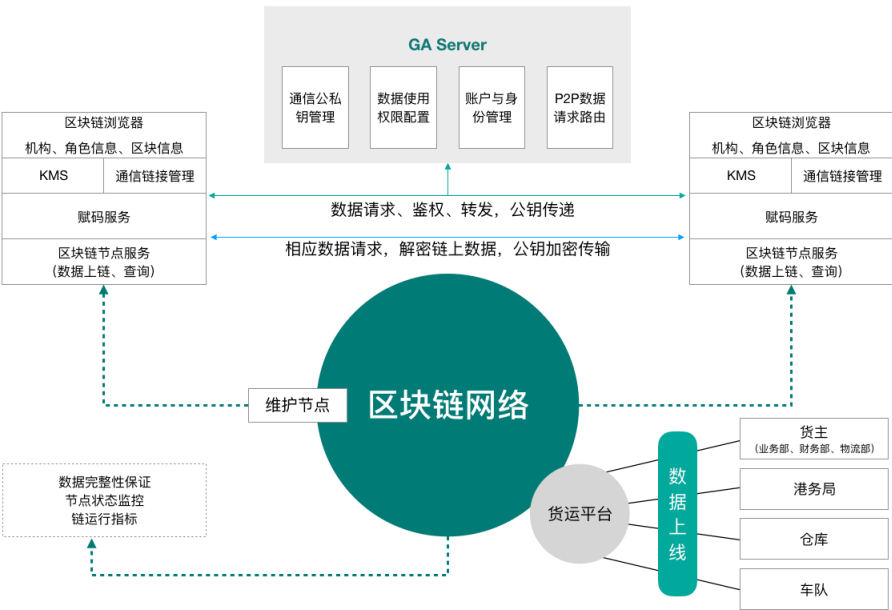 GA Server
通信公私
钥管理
数据使用
权限配置
账户与身
份管理
P2P数据
请求路由
区块链浏览器
机构、角色信息、区块信息
KMS
通信链接管理
赋码服务
区块链节点服务
(数据上链、查询)
区块链浏览器
机构、角色信息、区块信息
KMS
通信链接管理
赋码服务
区块链节点服务
(数据上链、查询)
数据请求、鉴权、转发，公钥传递
相应数据请求，解密链上数据，公钥加密传输
维护节点
区块链网络
数据完整性保证
节点状态监控
链运行指标
货运平台
数
据
上
线
货主
(业务部、财务部、物流部)
港务局
仓库
车队